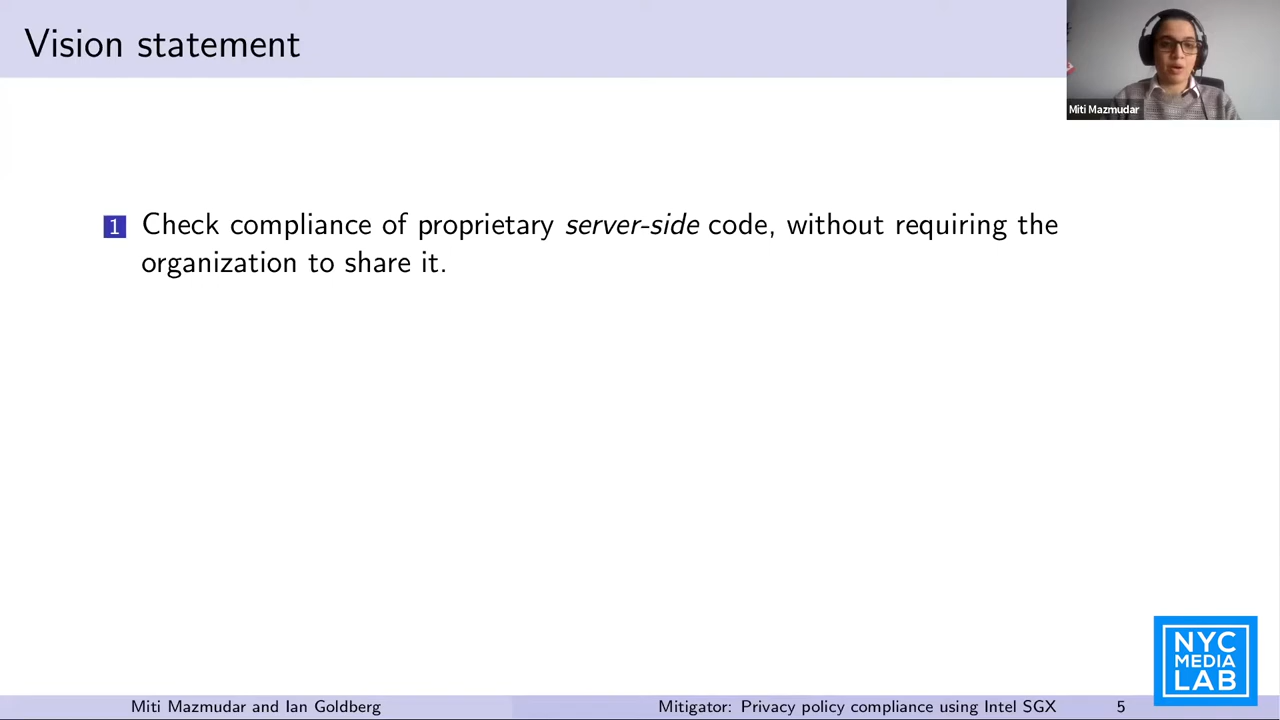 Vision statement
Miti Mazmudar
1 Check compliance of proprietary server-side code, without requiring the
organization to share it.
NYC
MEDIA
LAB
Miti Mazmudar and Ian Goldberg
Mitigator: Privacy policy compliance using Intel SGX
5